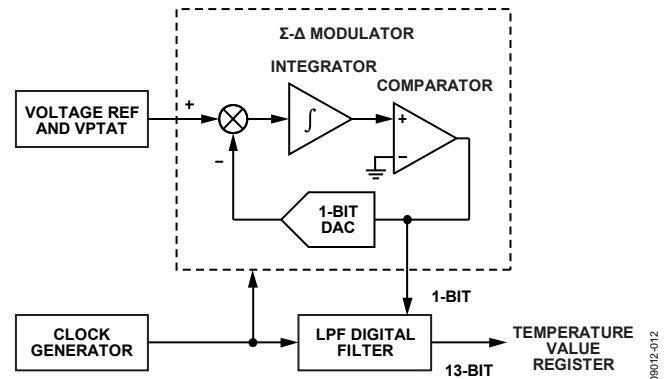 Σ-Δ MODULATOR
INTEGRATOR
COMPARATOR
VOLTAGE REF
AND VPTAT
+
−
∫
+
−
1-BIT
DAC
1-BIT
CLOCK
GENERATOR
LPF DIGITAL
FILTER
13-BIT
TEMPERATURE
VALUE
REGISTER
09012-012